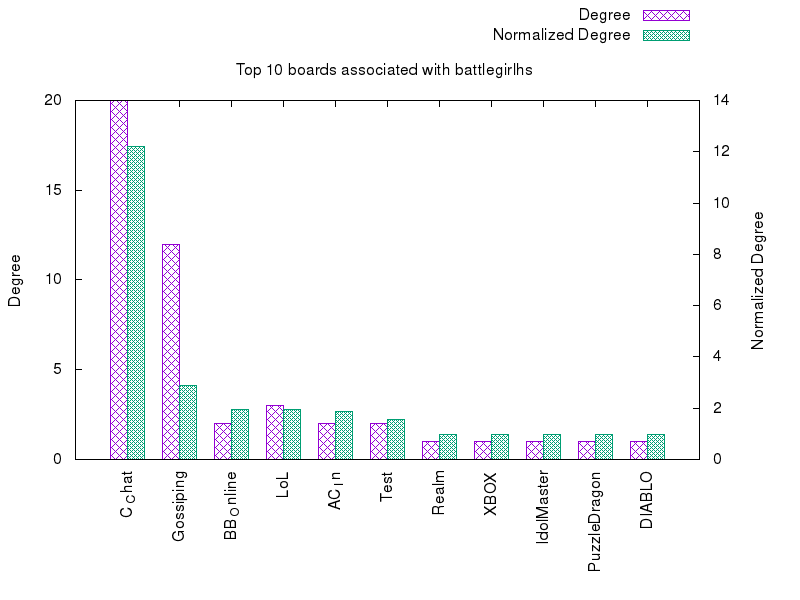 Degree
Normalized Degree
Top 10 boards associated with battlegirlhs
20
15
10
5
0
14
12
10
8
6
4
2
0
Degree
Normalized Degree
C_Chat
Gossiping
BB_Online
LoL
AC_In
Test
Realm
XBOX
IdolMaster
PuzzleDragon
DIABLO